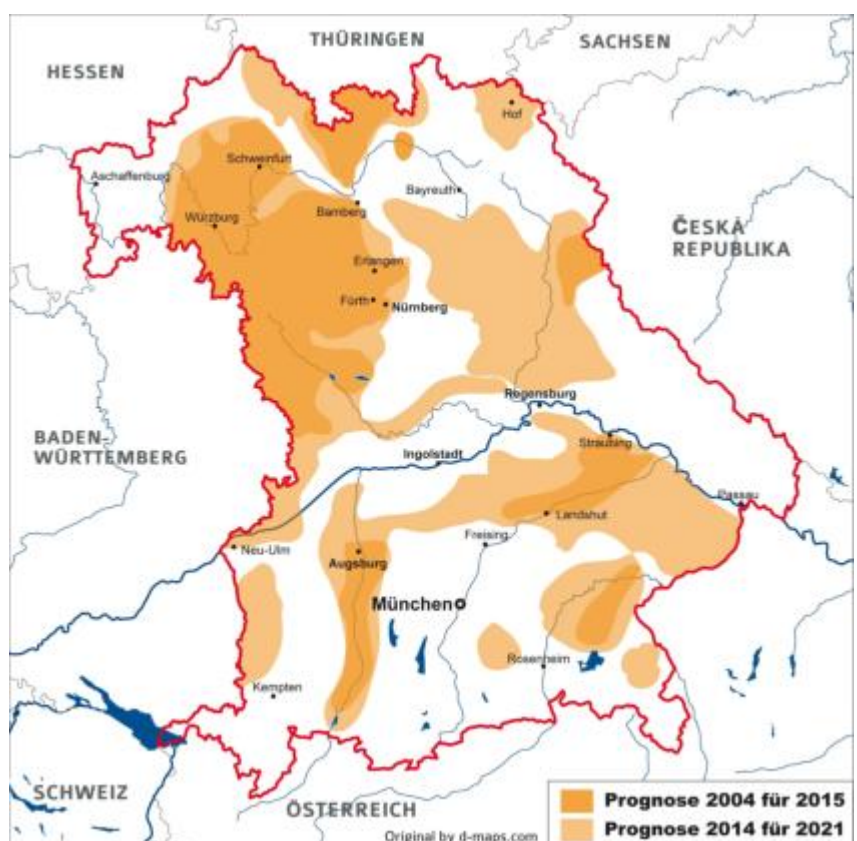 THÜRINGEN
SACHSEN
HESSEN
Hof
Schweinfurt
Aschaffenburg
Bayreuth
Bamberg
Würzburg
ČESKÁ
REPUBLIKA
Erlangen
Fürth
Nürnberg
Regensburg
BADEN-
WÜRTTEMBERG
Straubing
Ingolstadt
Passau
Landshut
Freising
Neu-Ulm
Augsburg
München
Rosenheim
Kempten
SCHWEIZ
ÖSTERREICH
Prognose 2004 für 2015
Prognose 2014 für 2021
Original by d-maps.com